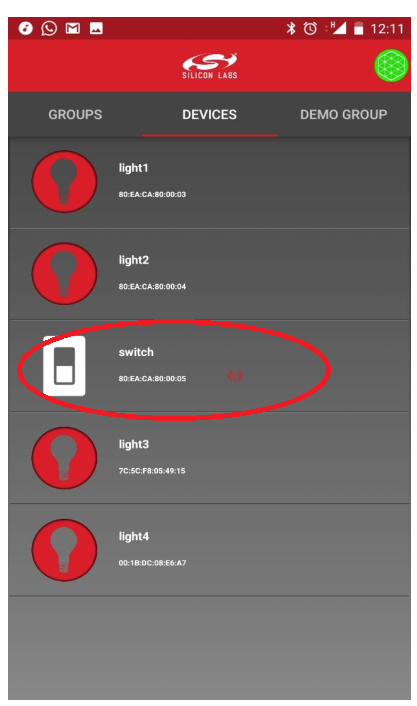 H 12:11
SILICON LABS
GROUPS DEVICES DEMO GROUP
light1
80:EA:CA:80:00:03
light2
80:EA:CA:80:00:04
switch
80:EA:CA:80:00:05
light3
7C:5C:F8:05:49:15
light4
00:1B:DC:08:E6:A7